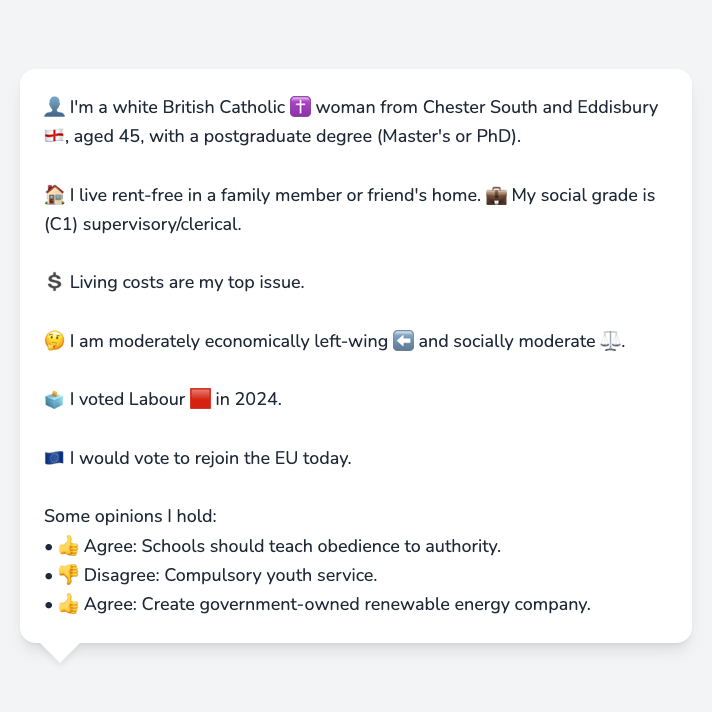 👤 I'm a white British Catholic ✝️ woman from Chester South and Eddisbury
🏴󠁧󠁢󠁥󠁮󠁧󠁿, aged 45, with a postgraduate degree (Master's or PhD).
🏠 I live rent-free in a family member or friend's home. 💼 My social grade is
(C1) supervisory/clerical.
💲 Living costs are my top issue.
🤔 I am moderately economically left-wing ⬅️ and socially moderate ⚖️.
🗳️ I voted Labour 🟥 in 2024.
🇪🇺 I would vote to rejoin the EU today.
Some opinions I hold:
• 👍 Agree: Schools should teach obedience to authority.
• 👎 Disagree: Compulsory youth service.
• 👍 Agree: Create government-owned renewable energy company.